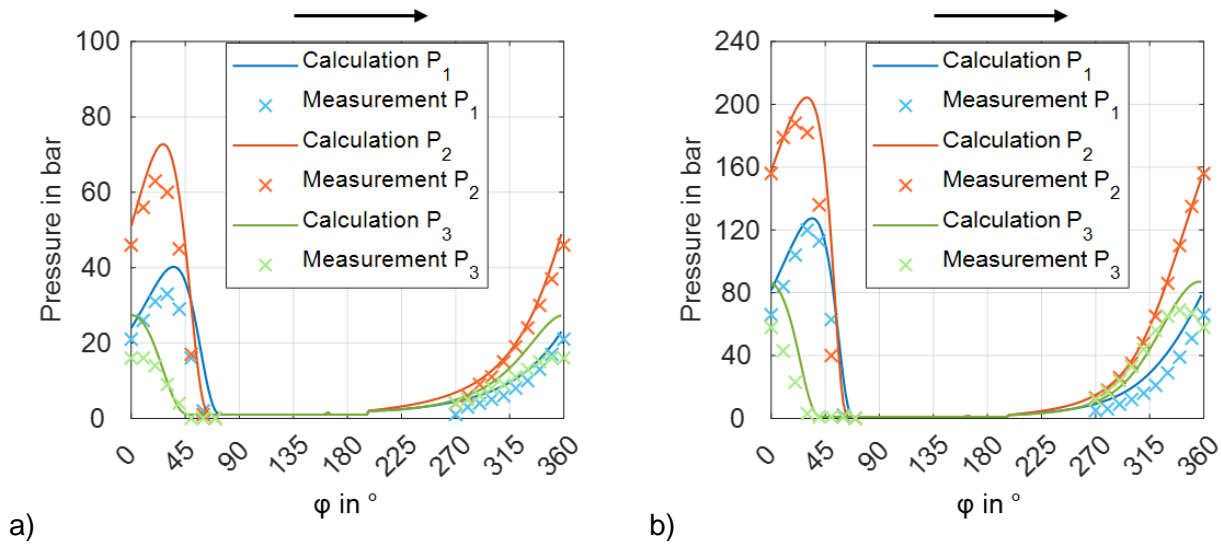 100
80
60
40
20
0
Pressure in bar
Calculation P1
Measurement P1
Calculation P2
Measurement P2
Calculation P3
Measurement P3
0 45 90 135 180 225 270 315 360
φ in °
a)
240
200
160
120
80
40
0
Pressure in bar
Calculation P1
Measurement P1
Calculation P2
Measurement P2
Calculation P3
Measurement P3
0 45 90 135 180 225 270 315 360
φ in °
b)